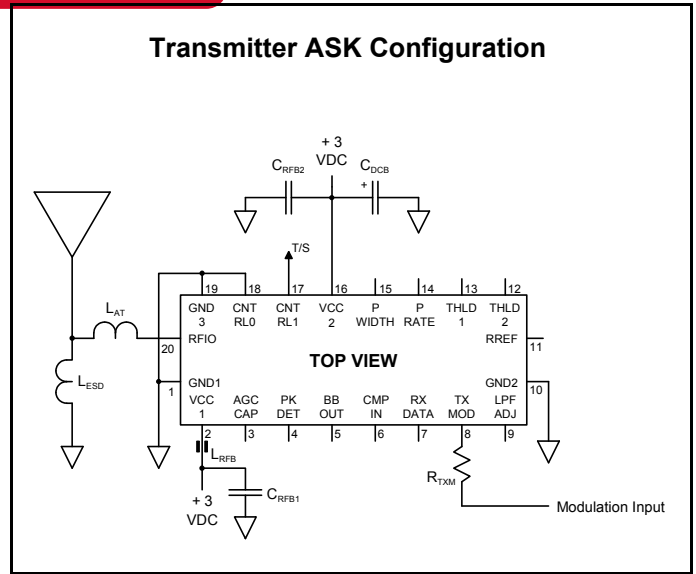 Transmitter ASK Configuration
+ 3
VDC
CRFB2
CDCB
+
T/S
19 18 17 16 15 14 13 12
GND 3
CNT RL0
CNT RL1
VCC 2
P WIDTH
P RATE
THLD 1
THLD 2
LAT
20
RFIO
RREF
11
TOP VIEW
LESD
1
GND1
GND2
10
VCC 1
AGC CAP
PK DET
BB OUT
CMP IN
RX DATA
TX MOD
LPF ADJ
2 3 4 5 6 7 8 9
LRFB
RTXM
CRFB1
+ 3
VDC
Modulation Input